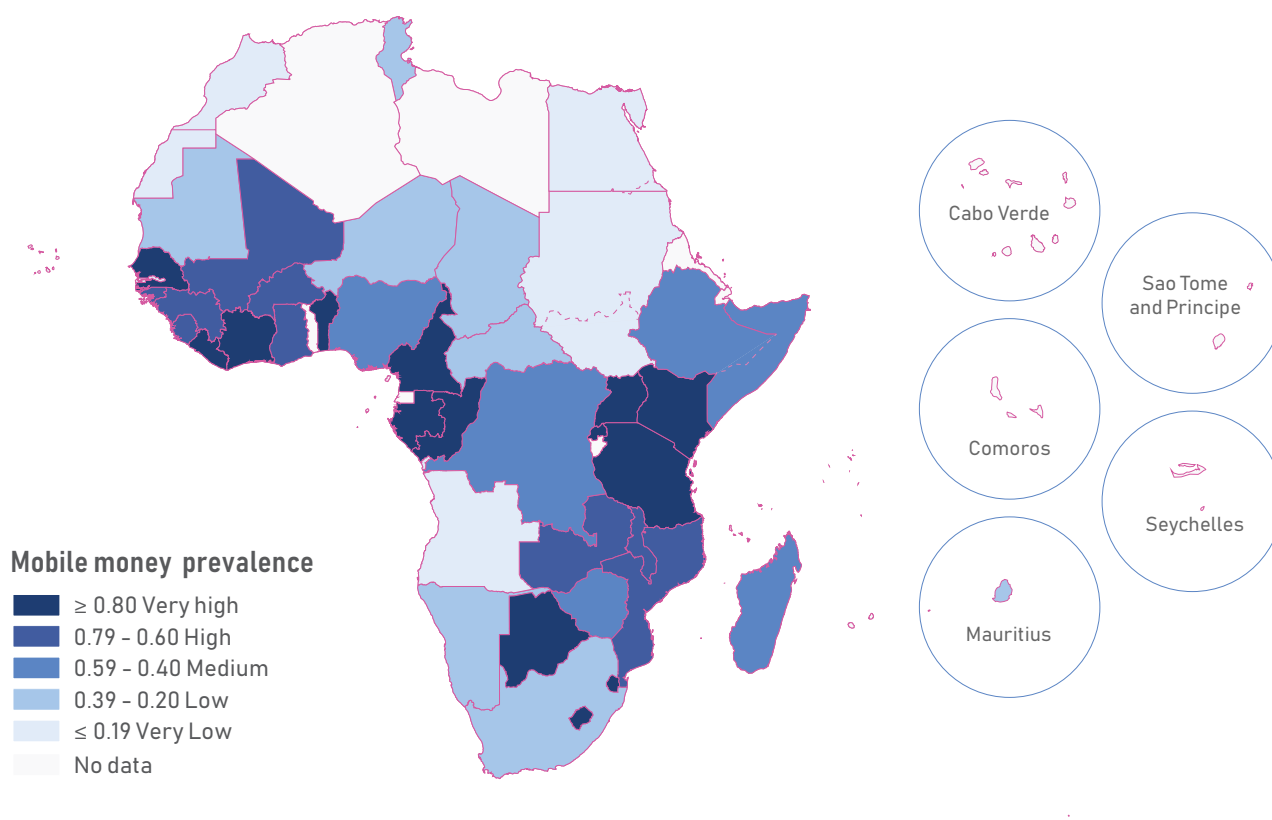 Cabo Verde
Sao Tome
and Principe
Comoros
Seychelles
Mauritius
Mobile money prevalence
≥ 0.80 Very high
0.79 - 0.60 High
0.59 - 0.40 Medium
0.39 - 0.20 Low
≤ 0.19 Very Low
No data